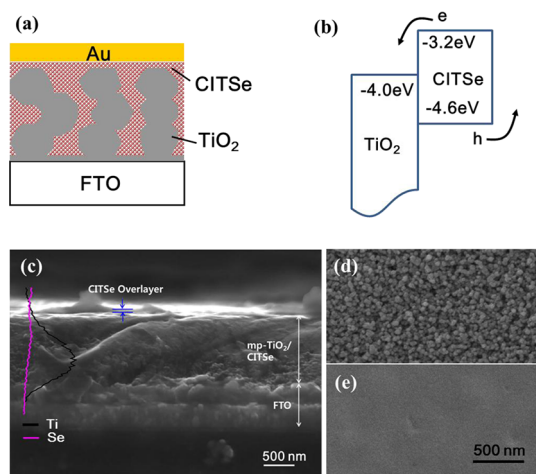 (a)
Au
CITSe
TiO2
FTO
(b)
e
-3.2eV
CITSe
-4.0eV
-4.6eV
TiO2
h
(c)
CITSe Overlayer
mp-TiO2/
CITSe
FTO
Ti
Se
500 nm
(d)
(e)
500 nm